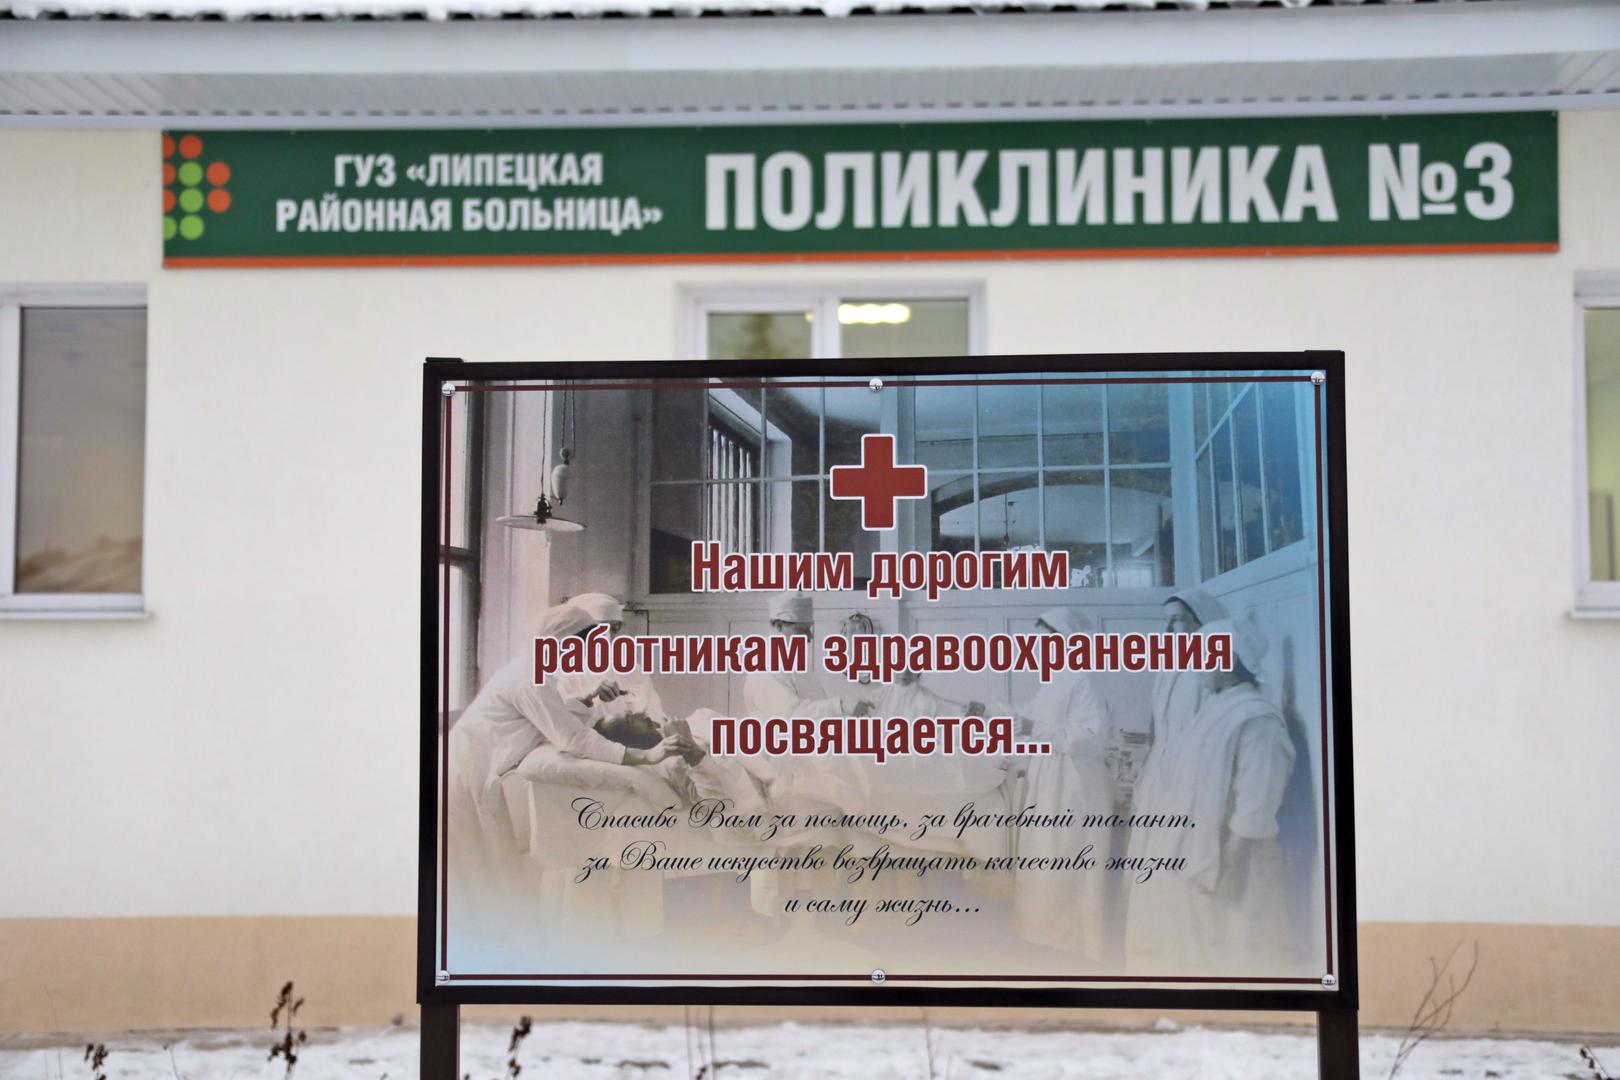 ГУЗ «ЛИПЕЦКАЯ
РАЙОННАЯ БОЛЬНИЦА»
ПОЛИКЛИНИКА №3
Нашим дорогим
работникам здравоохранения
посвящается...
Спасибо Вам за помощь, за врачебный талант,
за Ваше искусство возвращать качество жизни
и саму жизнь...